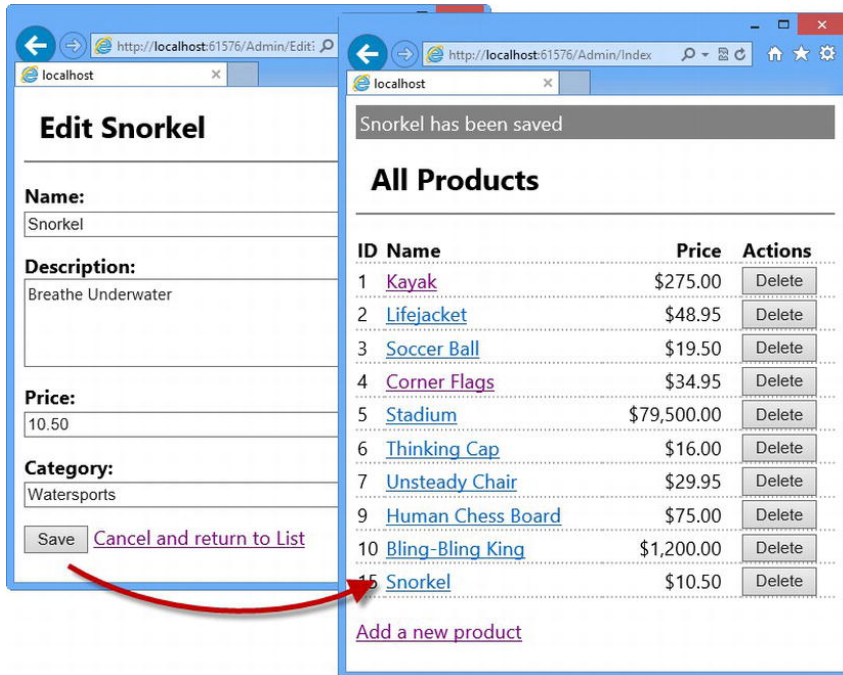 http://localhost:61576/Admin/Edit
localhost
Edit Snorkel
Name:
Snorkel
Description:
Breathe Underwater
Price:
10.50
Category:
Watersports
Save Cancel and return to List
http://localhost:61576/Admin/Index
localhost
Snorkel has been saved
All Products
ID Name Price Actions
1 Kayak $275.00 Delete
2 Lifejacket $48.95 Delete
3 Soccer Ball $19.50 Delete
4 Corner Flags $34.95 Delete
5 Stadium $79,500.00 Delete
6 Thinking Cap $16.00 Delete
7 Unsteady Chair $29.95 Delete
9 Human Chess Board $75.00 Delete
10 Bling-Bling King $1,200.00 Delete
15 Snorkel $10.50 Delete
Add a new product